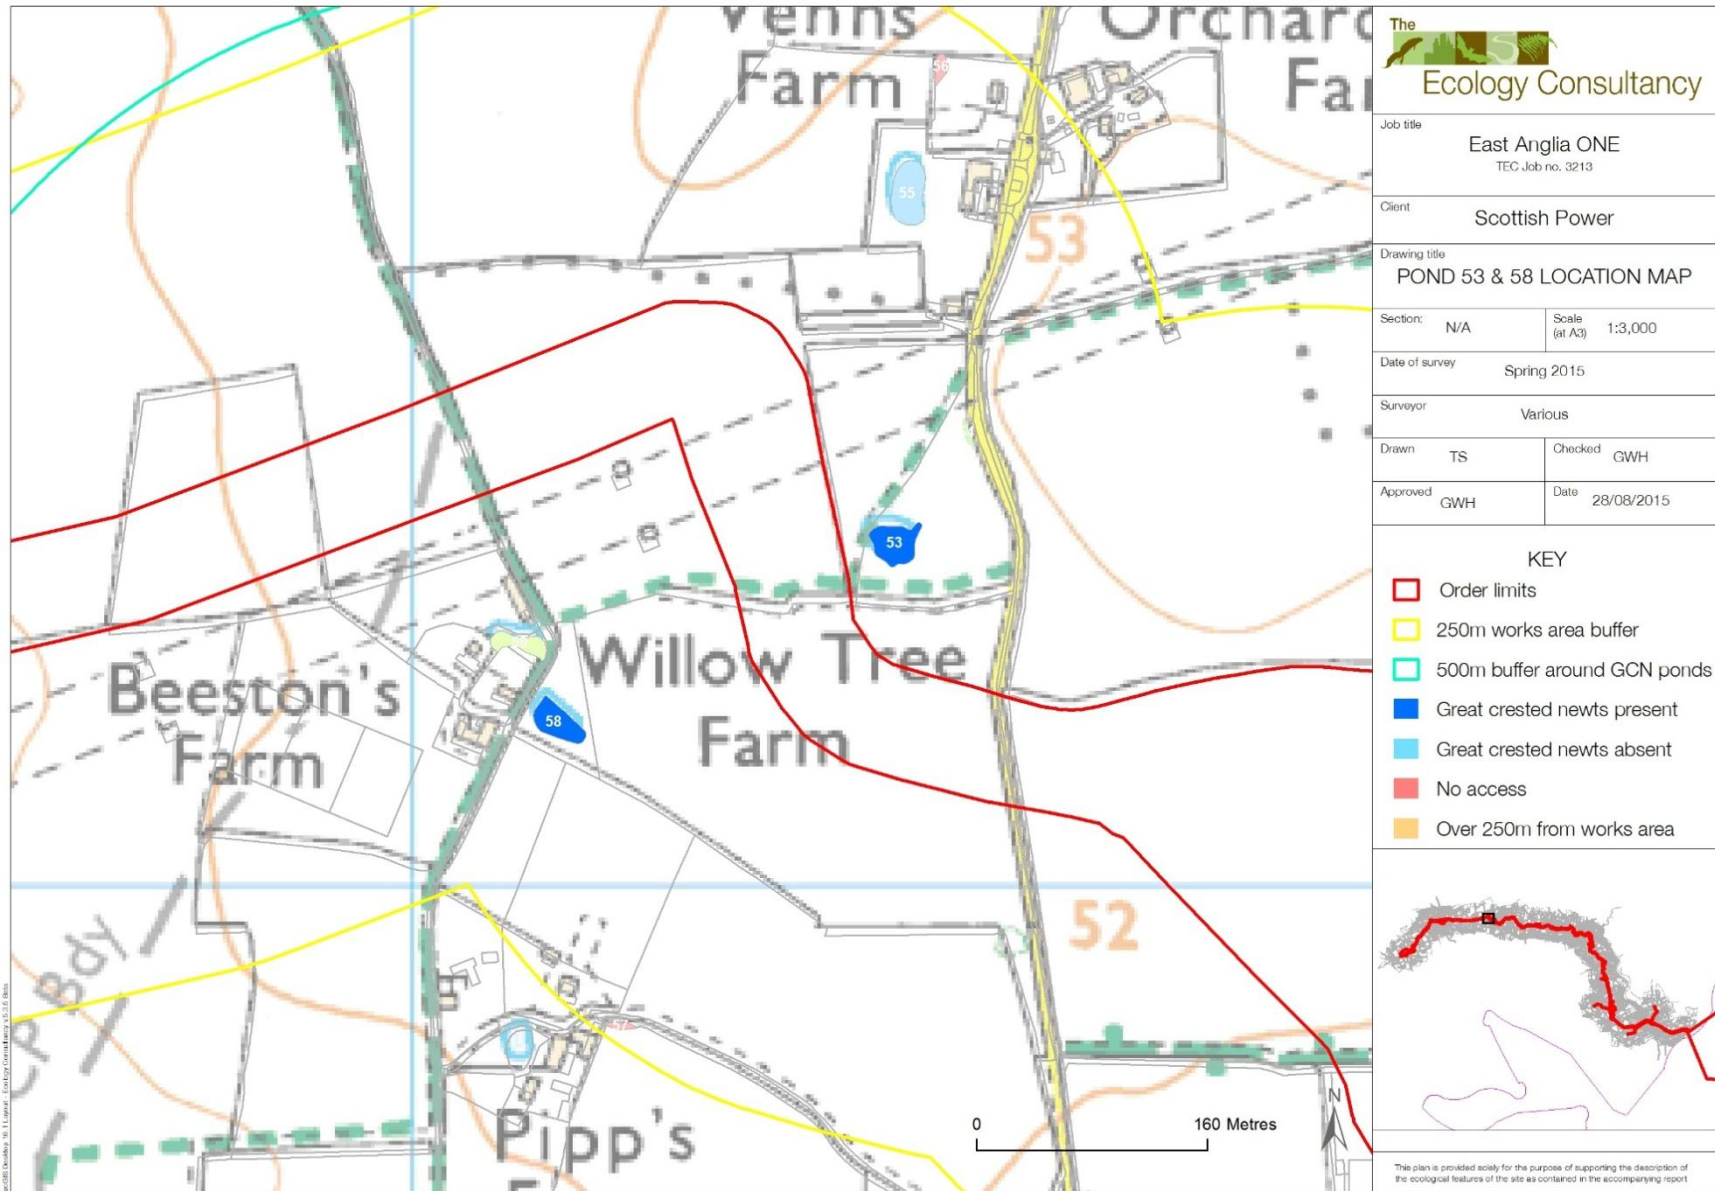 Venns
Farm
Orchard
Far
56
55
53
53
58
Willow Tree
Farm
Beeston's
Farm
52
57
CP Bdy
Pipp's
0 160 Metres
N
The
Ecology Consultancy
Job title
East Anglia ONE
TEC Job no. 3213
Client
Scottish Power
Drawing title
POND 53 & 58 LOCATION MAP
Section: N/A
Scale (at A3) 1:3,000
Date of survey Spring 2015
Surveyor Various
Drawn TS
Checked GWH
Approved GWH
Date 28/08/2015
KEY
Order limits
250m works area buffer
500m buffer around GCN ponds
Great crested newts present
Great crested newts absent
No access
Over 250m from works area
This plan is provided solely for the purpose of supporting the description of
the ecological features of the site as contained in the accompanying report